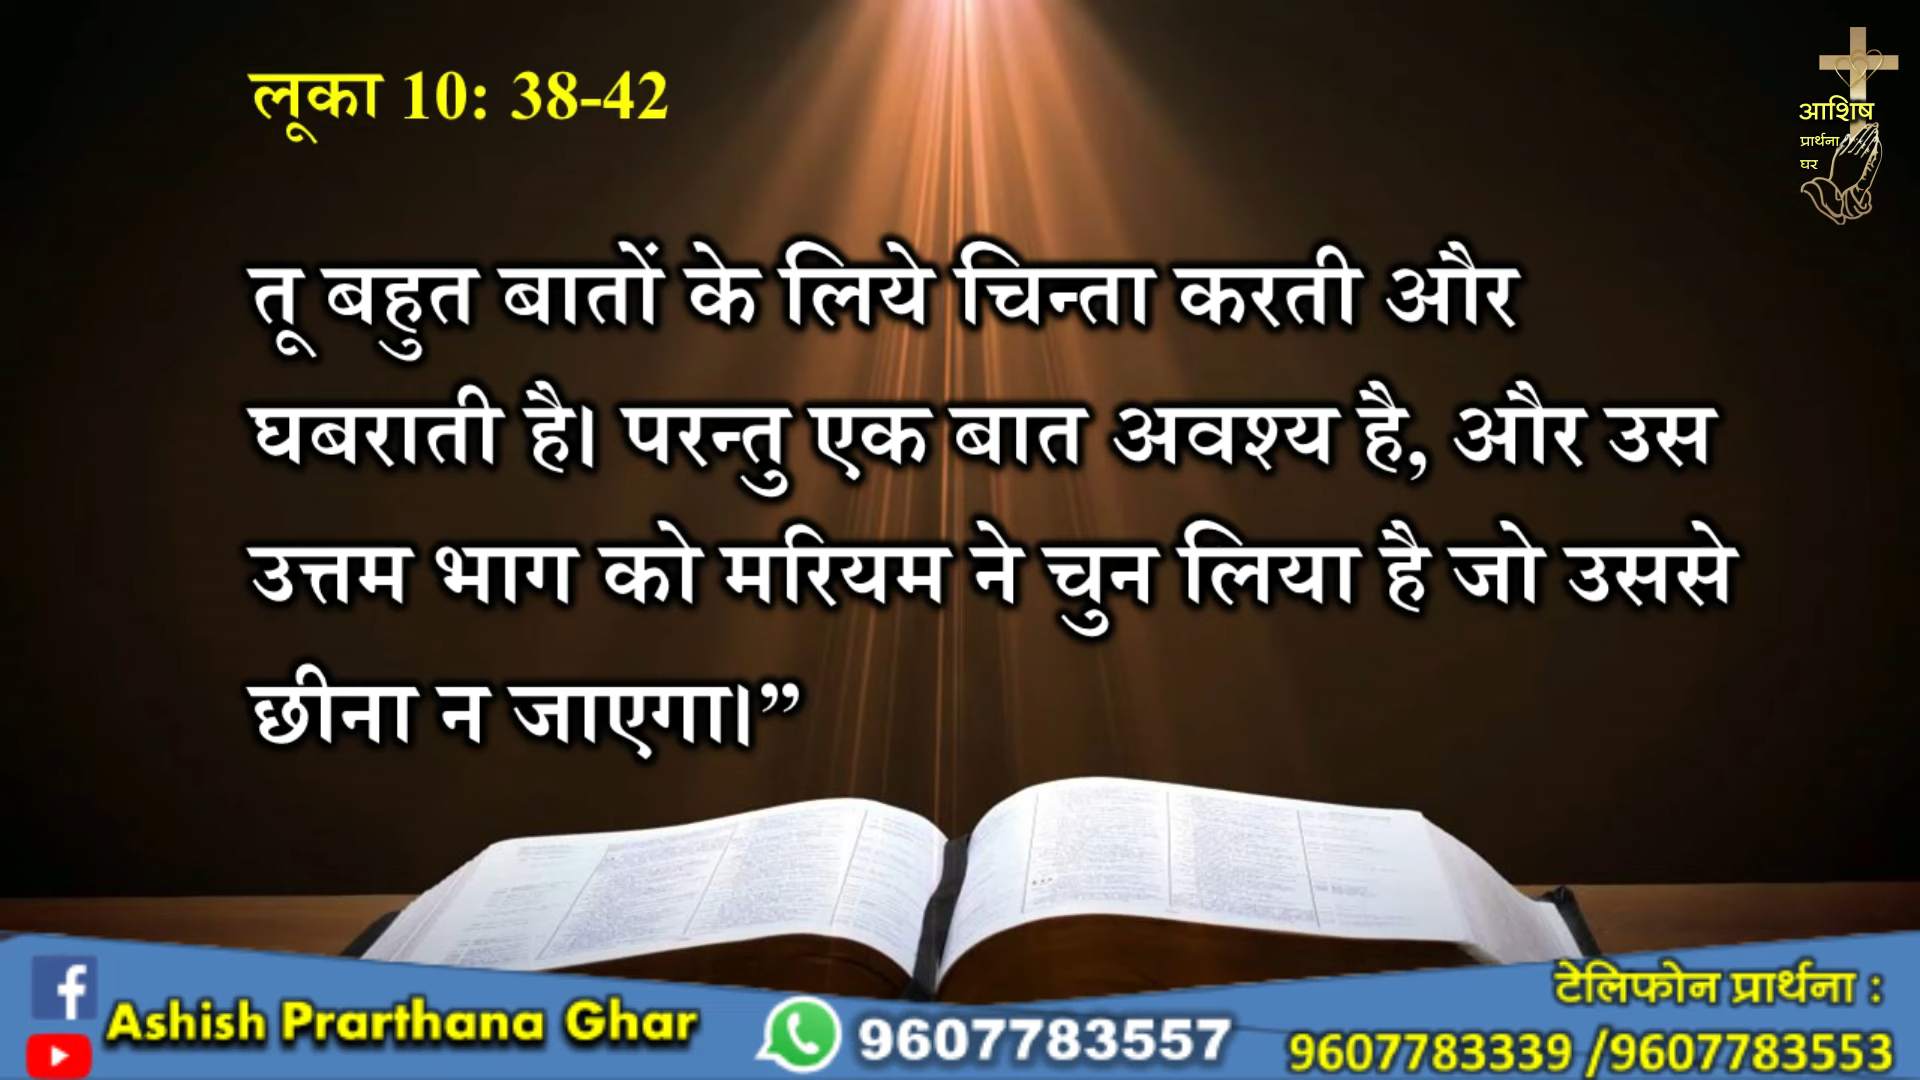 लूका 10: 38-42
आशिष
प्रार्थना
घर
तू बहुत बातों के लिये चिन्ता करती और
घबराती है। परन्तु एक बात अवश्य है, और उस
उत्तम भाग को मरियम ने चुन लिया है जो उससे
छीना न जाएगा।”
Ashish Prarthana Ghar
9607783557
टेलिफोन प्रार्थना :
9607783339 /9607783553